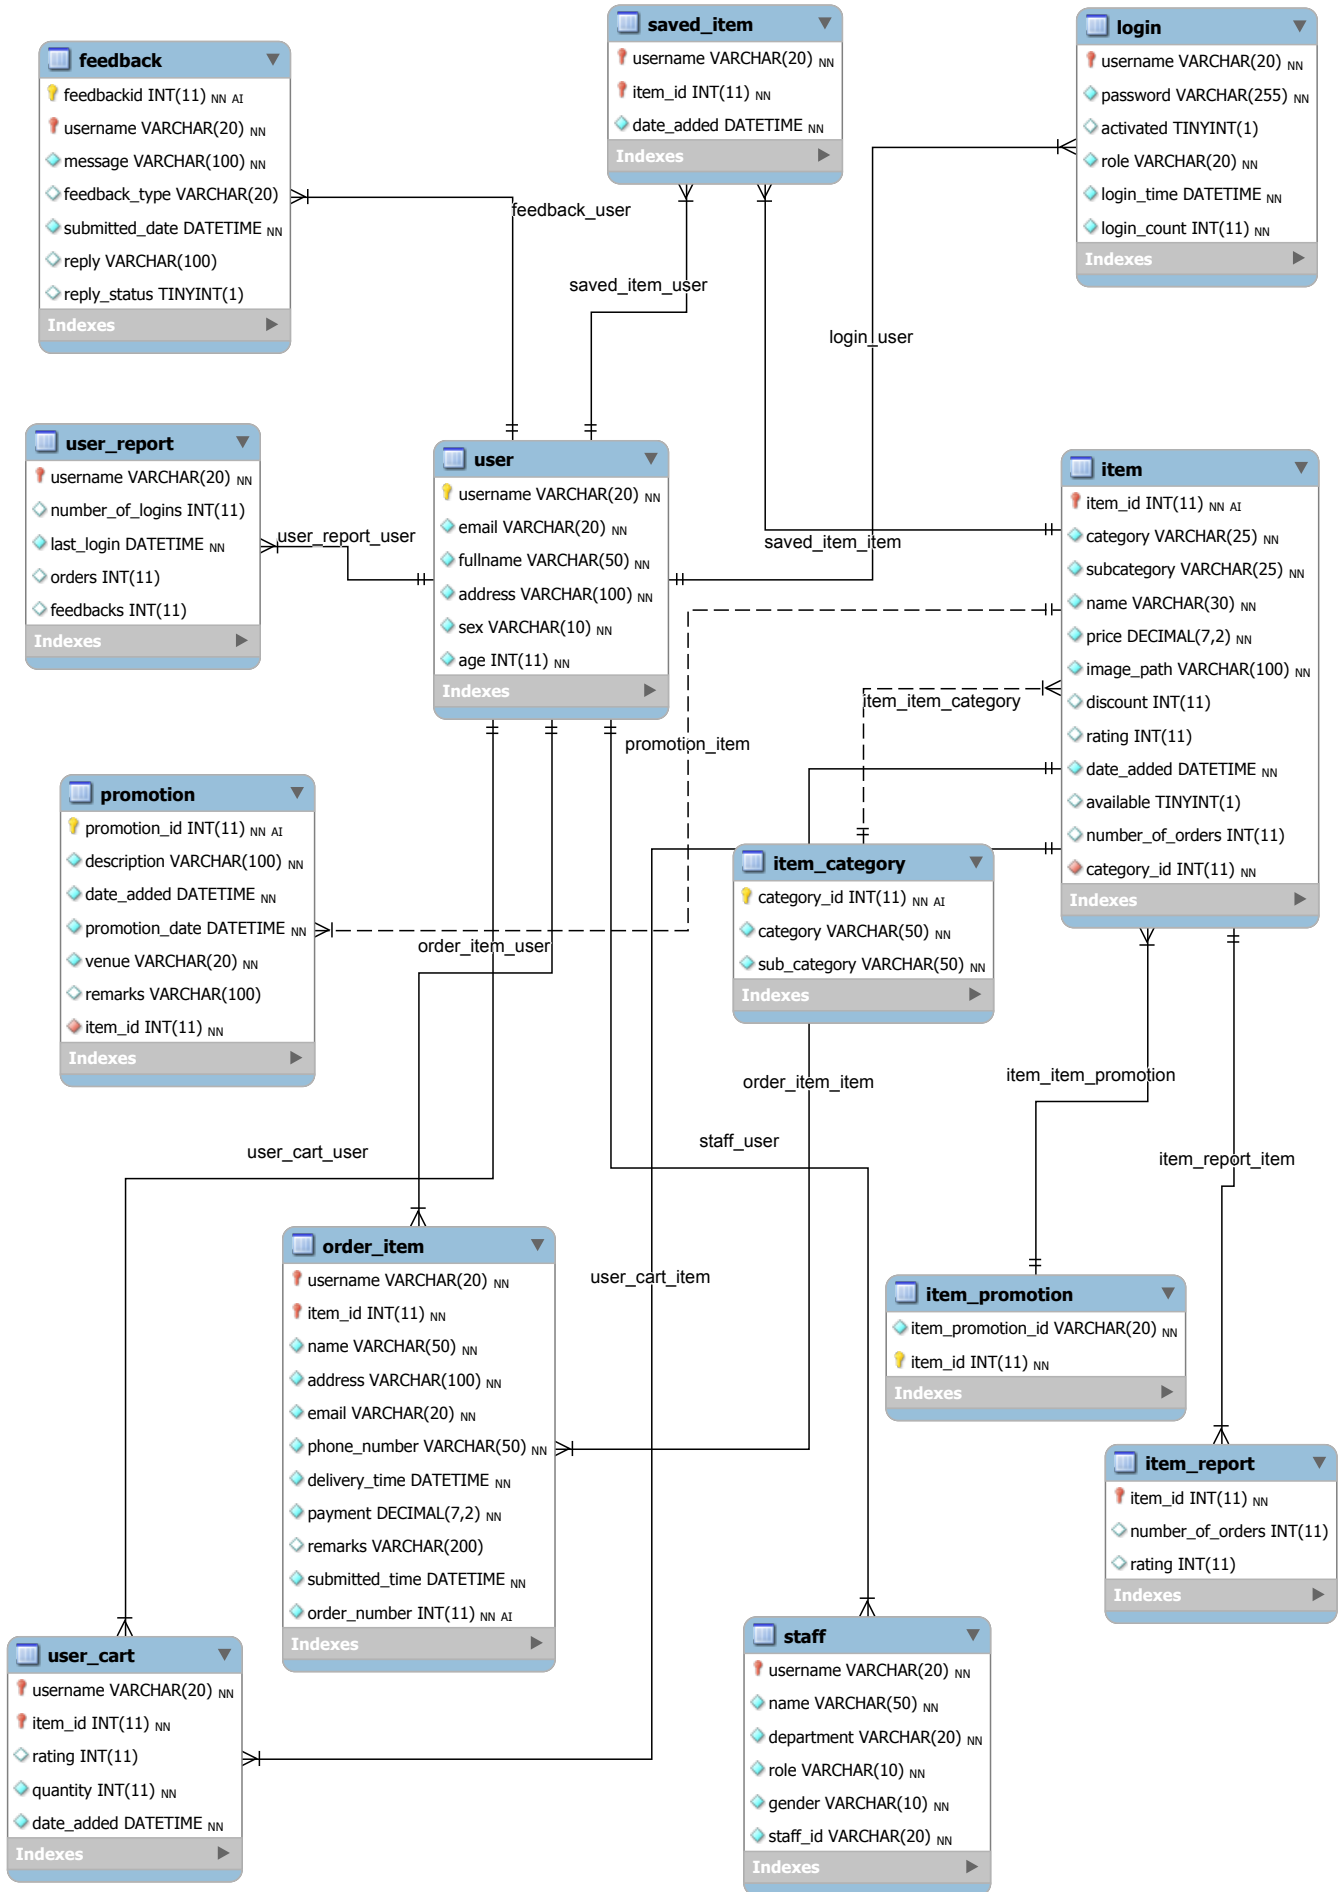 feedback
feedbackid INT(11) NN AI
username VARCHAR(20) NN
message VARCHAR(100) NN
feedback_type VARCHAR(20)
submitted_date DATETIME NN
reply VARCHAR(100)
reply_status TINYINT(1)
Indexes
saved_item
username VARCHAR(20) NN
item_id INT(11) NN
date_added DATETIME NN
Indexes
login
username VARCHAR(20) NN
password VARCHAR(255) NN
activated TINYINT(1)
role VARCHAR(20) NN
login_time DATETIME NN
login_count INT(11) NN
Indexes
feedback_user
saved_item_user
login_user
user_report
username VARCHAR(20) NN
number_of_logins INT(11)
last_login DATETIME NN
orders INT(11)
feedbacks INT(11)
Indexes
user_report_user
user
username VARCHAR(20) NN
email VARCHAR(20) NN
fullname VARCHAR(50) NN
address VARCHAR(100) NN
sex VARCHAR(10) NN
age INT(11) NN
Indexes
saved_item_item
item
item_id INT(11) NN AI
category VARCHAR(25) NN
subcategory VARCHAR(25) NN
name VARCHAR(30) NN
price DECIMAL(7,2) NN
image_path VARCHAR(100) NN
discount INT(11)
rating INT(11)
date_added DATETIME NN
available TINYINT(1)
number_of_orders INT(11)
category_id INT(11) NN
Indexes
item_item_category
promotion_item
promotion
promotion_id INT(11) NN AI
description VARCHAR(100) NN
date_added DATETIME NN
promotion_date DATETIME NN
venue VARCHAR(20) NN
remarks VARCHAR(100)
item_id INT(11) NN
Indexes
item_category
category_id INT(11) NN AI
category VARCHAR(50) NN
sub_category VARCHAR(50) NN
Indexes
order_item_user
order_item_item
item_item_promotion
user_cart_user
staff_user
item_report_item
order_item
username VARCHAR(20) NN
item_id INT(11) NN
name VARCHAR(50) NN
address VARCHAR(100) NN
email VARCHAR(20) NN
phone_number VARCHAR(50) NN
delivery_time DATETIME NN
payment DECIMAL(7,2) NN
remarks VARCHAR(200)
submitted_time DATETIME NN
order_number INT(11) NN AI
Indexes
user_cart_item
item_promotion
item_promotion_id VARCHAR(20) NN
item_id INT(11) NN
Indexes
item_report
item_id INT(11) NN
number_of_orders INT(11)
rating INT(11)
Indexes
user_cart
username VARCHAR(20) NN
item_id INT(11) NN
rating INT(11)
quantity INT(11) NN
date_added DATETIME NN
Indexes
staff
username VARCHAR(20) NN
name VARCHAR(50) NN
department VARCHAR(20) NN
role VARCHAR(10) NN
gender VARCHAR(10) NN
staff_id VARCHAR(20) NN
Indexes